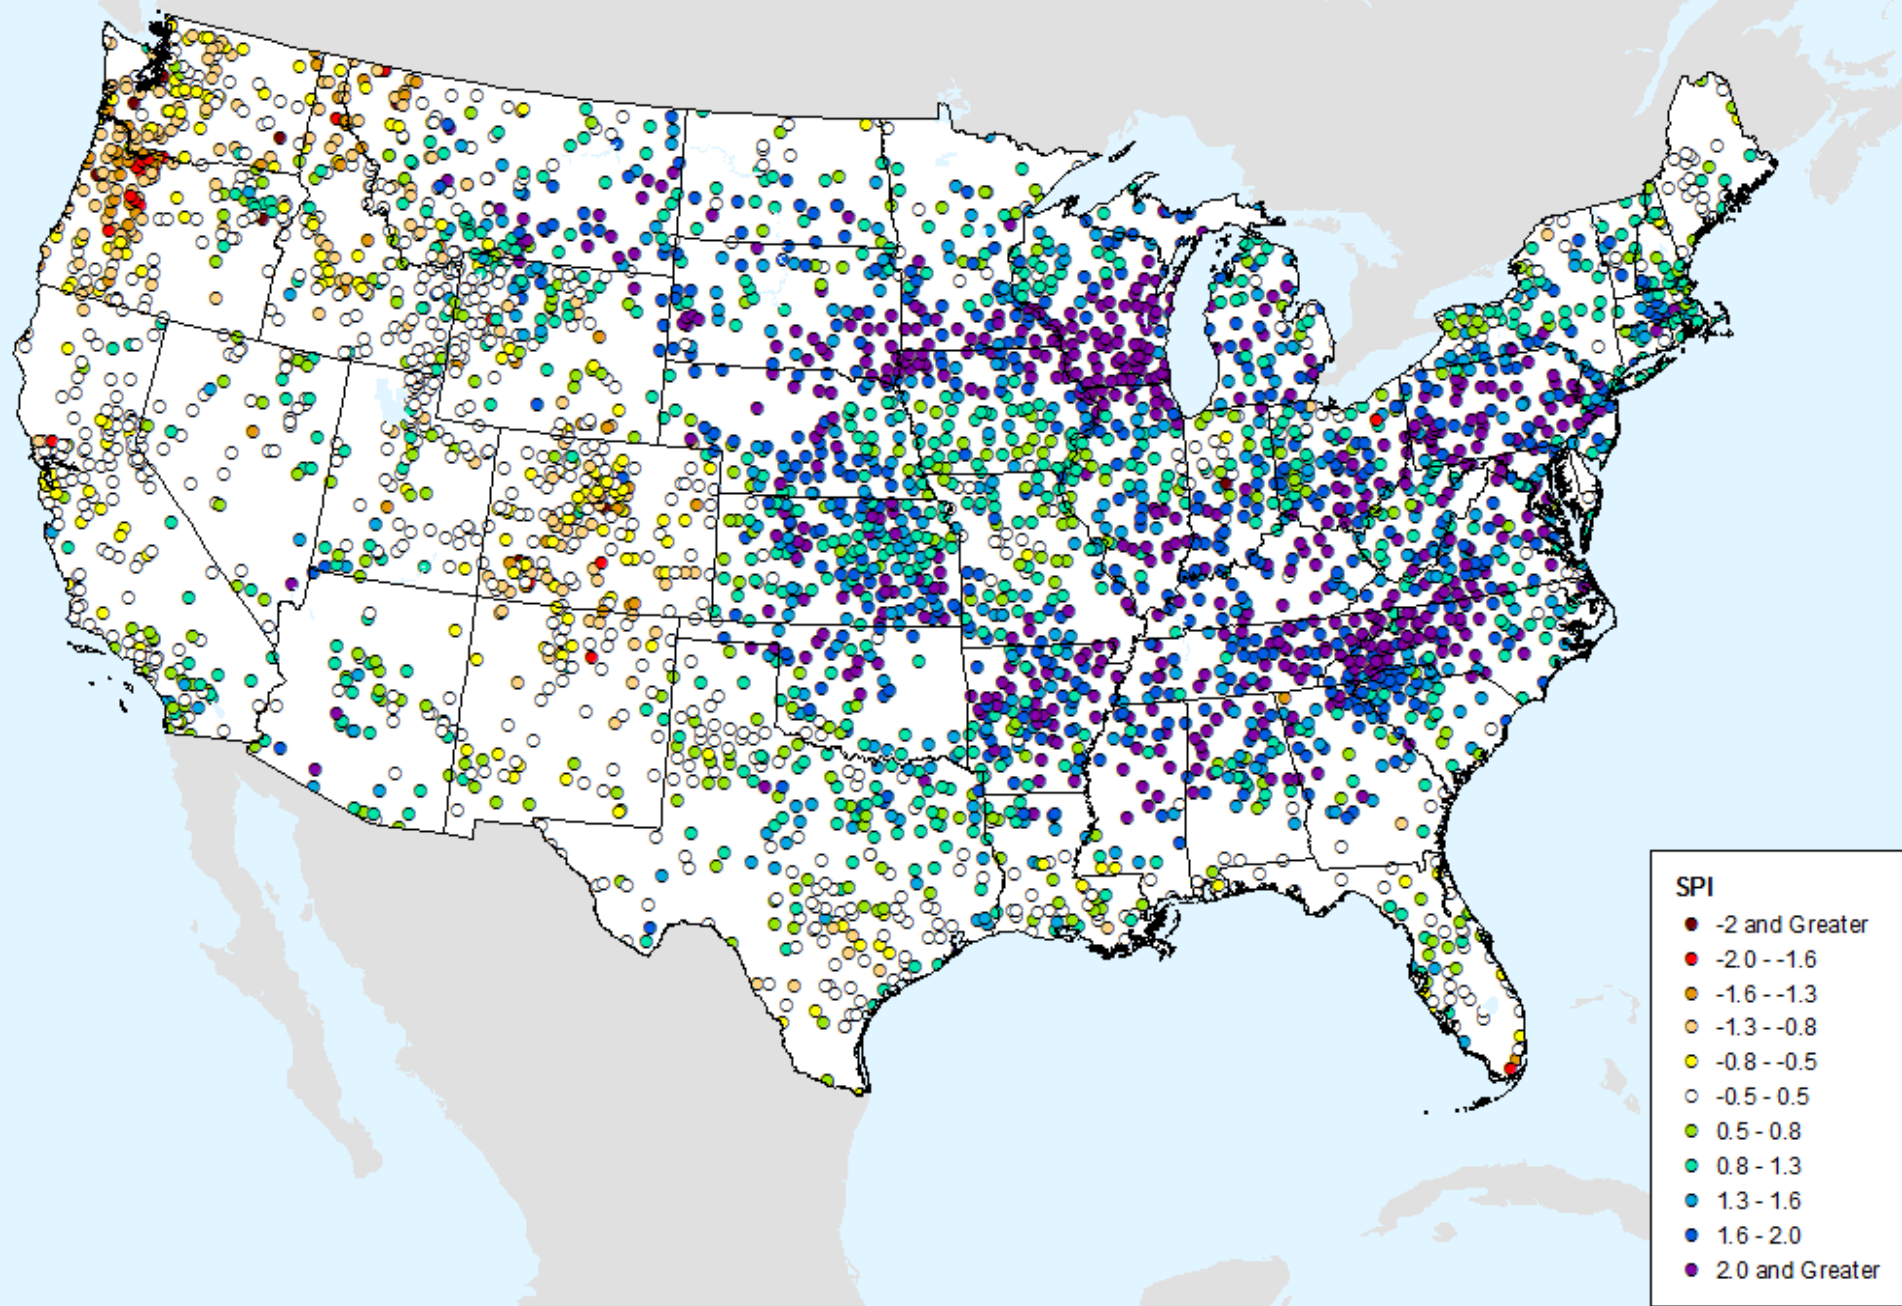 SPI
-2 and Greater
-2.0 - -1.6
-1.6 - -1.3
-1.3 - -0.8
-0.8 - -0.5
-0.5 - 0.5
0.5 - 0.8
0.8 - 1.3
1.3 - 1.6
1.6 - 2.0
2.0 and Greater